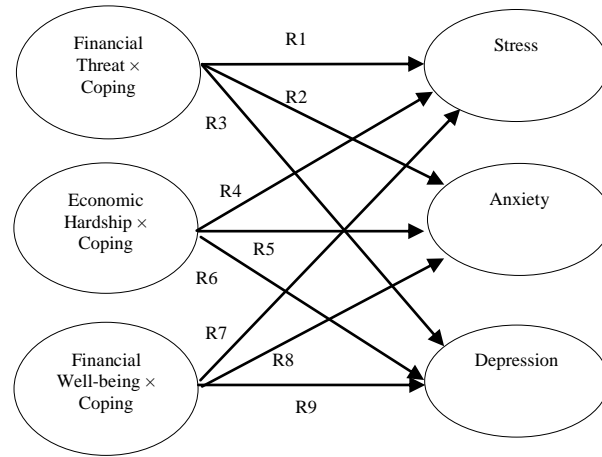 Financial
Threat ×
Coping
R1
Stress
R2
R3
Economic
Hardship ×
Coping
R4
Anxiety
R5
R6
Financial
Well-being ×
Coping
R7
R8
Depression
R9